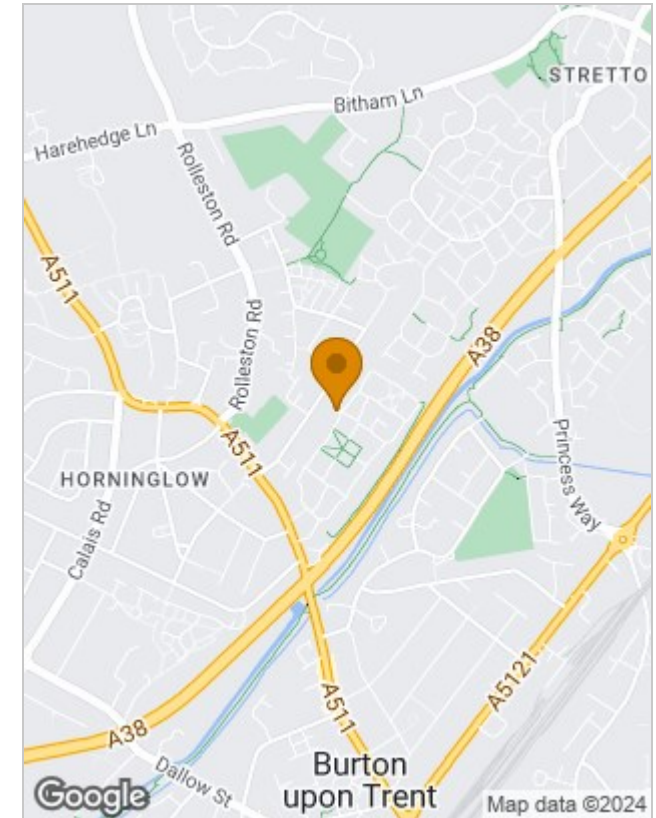 STRETTO
Bitham Ln
Harehedge Ln
Rolleston Rd
A511
A38
Rolleston Rd
A511
Princess Way
HORNINGLOW
Calais Rd
A5121
A511
A38
Dallow St
Burton
upon Trent
Google
Map data ©2024